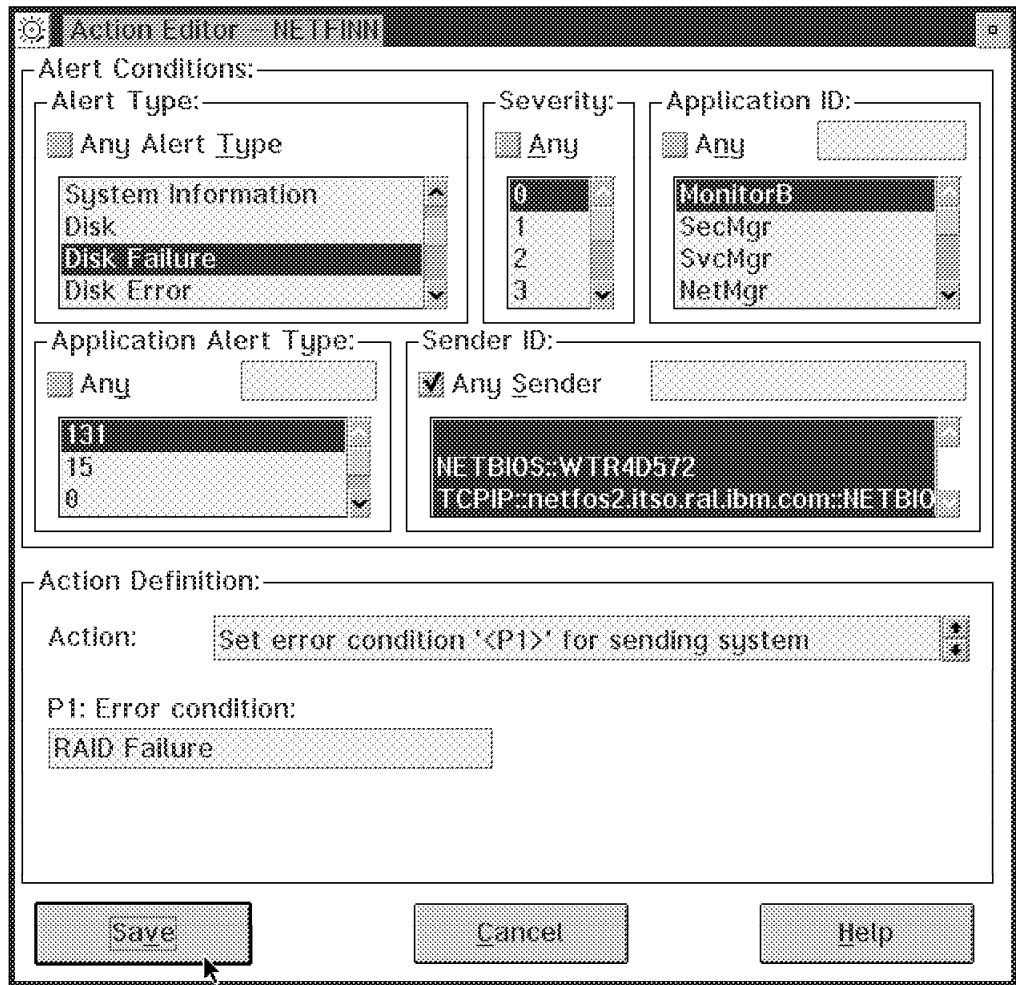 Action Editor - NETFINN
Alert Conditions:
Alert Type:
Any Alert Type
System Information
Disk
Disk Failure
Disk Error
Severity:
Any
0
1
2
3
Application ID:
Any
MonitorB
SecMgr
SvcMgr
NetMgr
Application Alert Type:
Any
131
15
0
Sender ID:
Any Sender
NETBIOS::WTR4D572
TCPIP::netfos2.itso.ral.ibm.com::NETBIO
Action Definition:
Action: Set error condition '<P1>' for sending system
P1: Error condition:
RAID Failure
Save Cancel Help